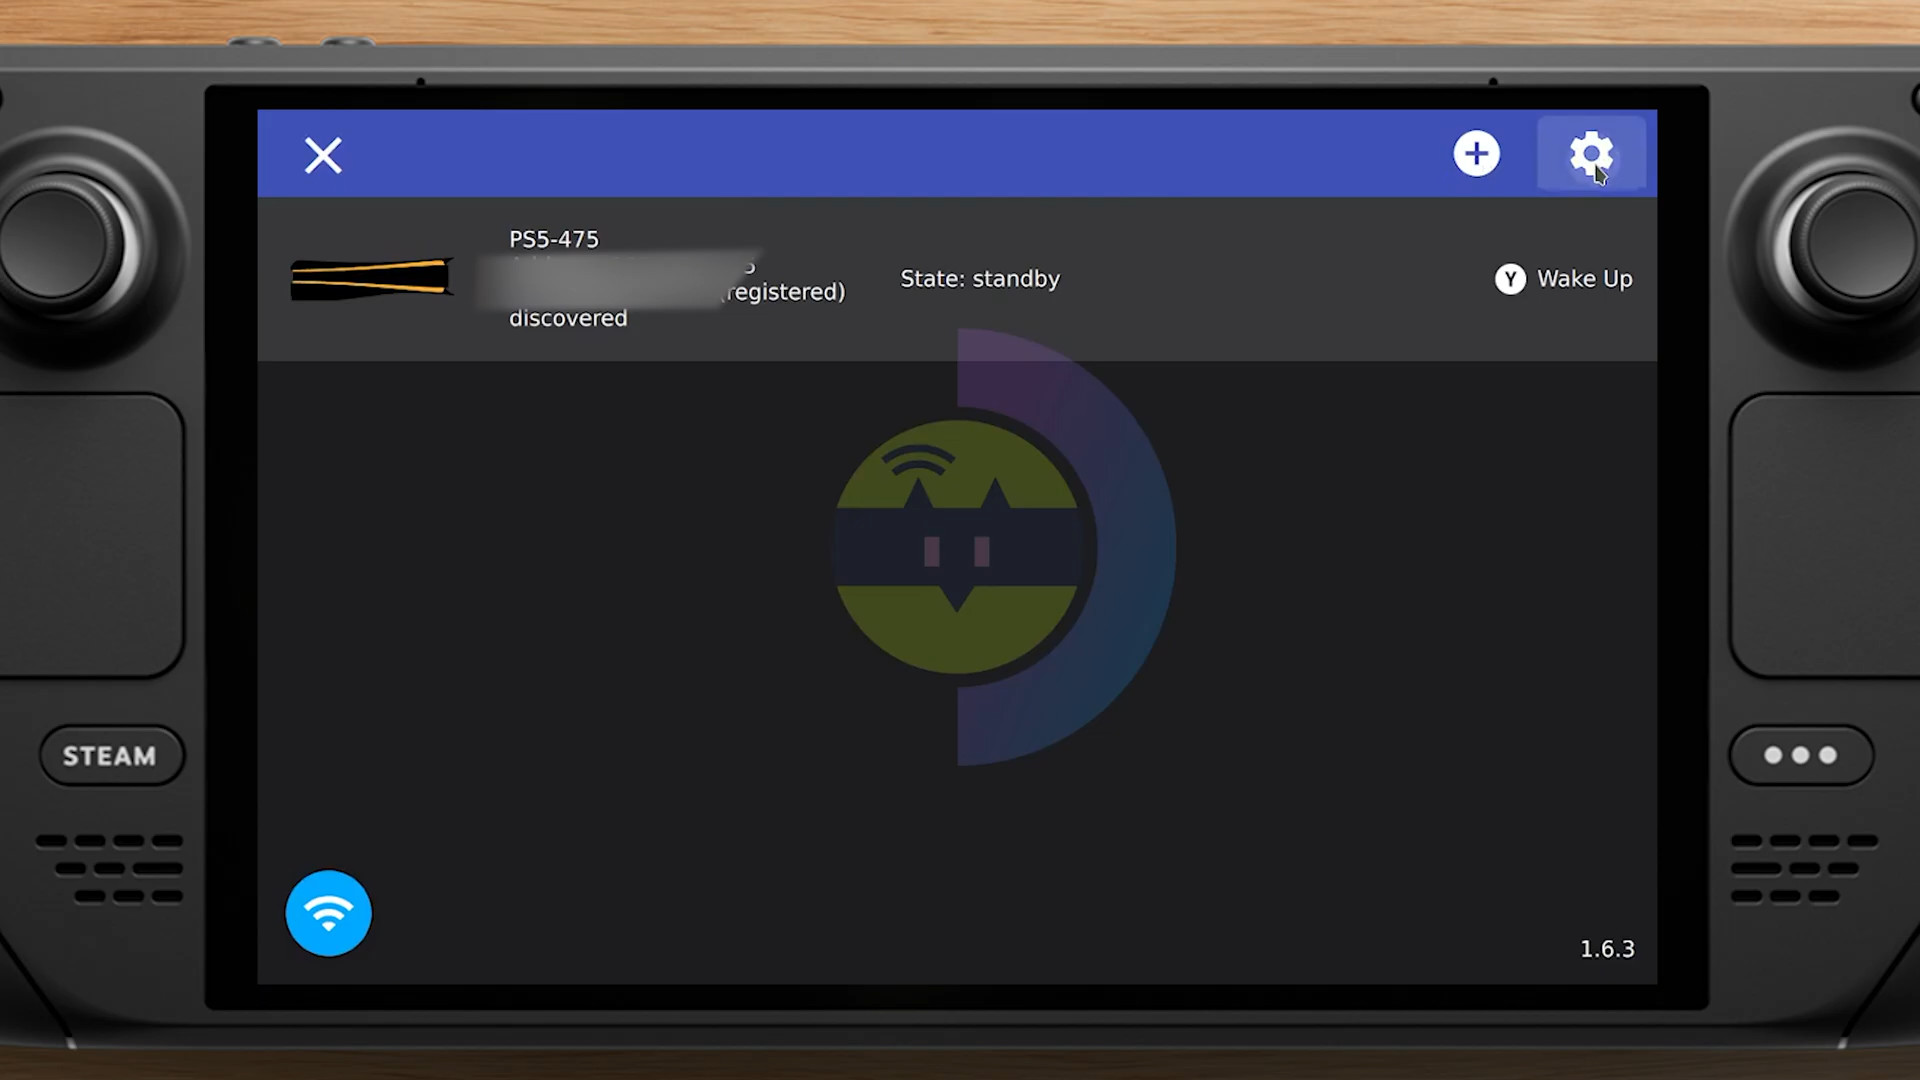 PS5-475
(registered)
discovered
State: standby
Y Wake Up
STEAM
1.6.3